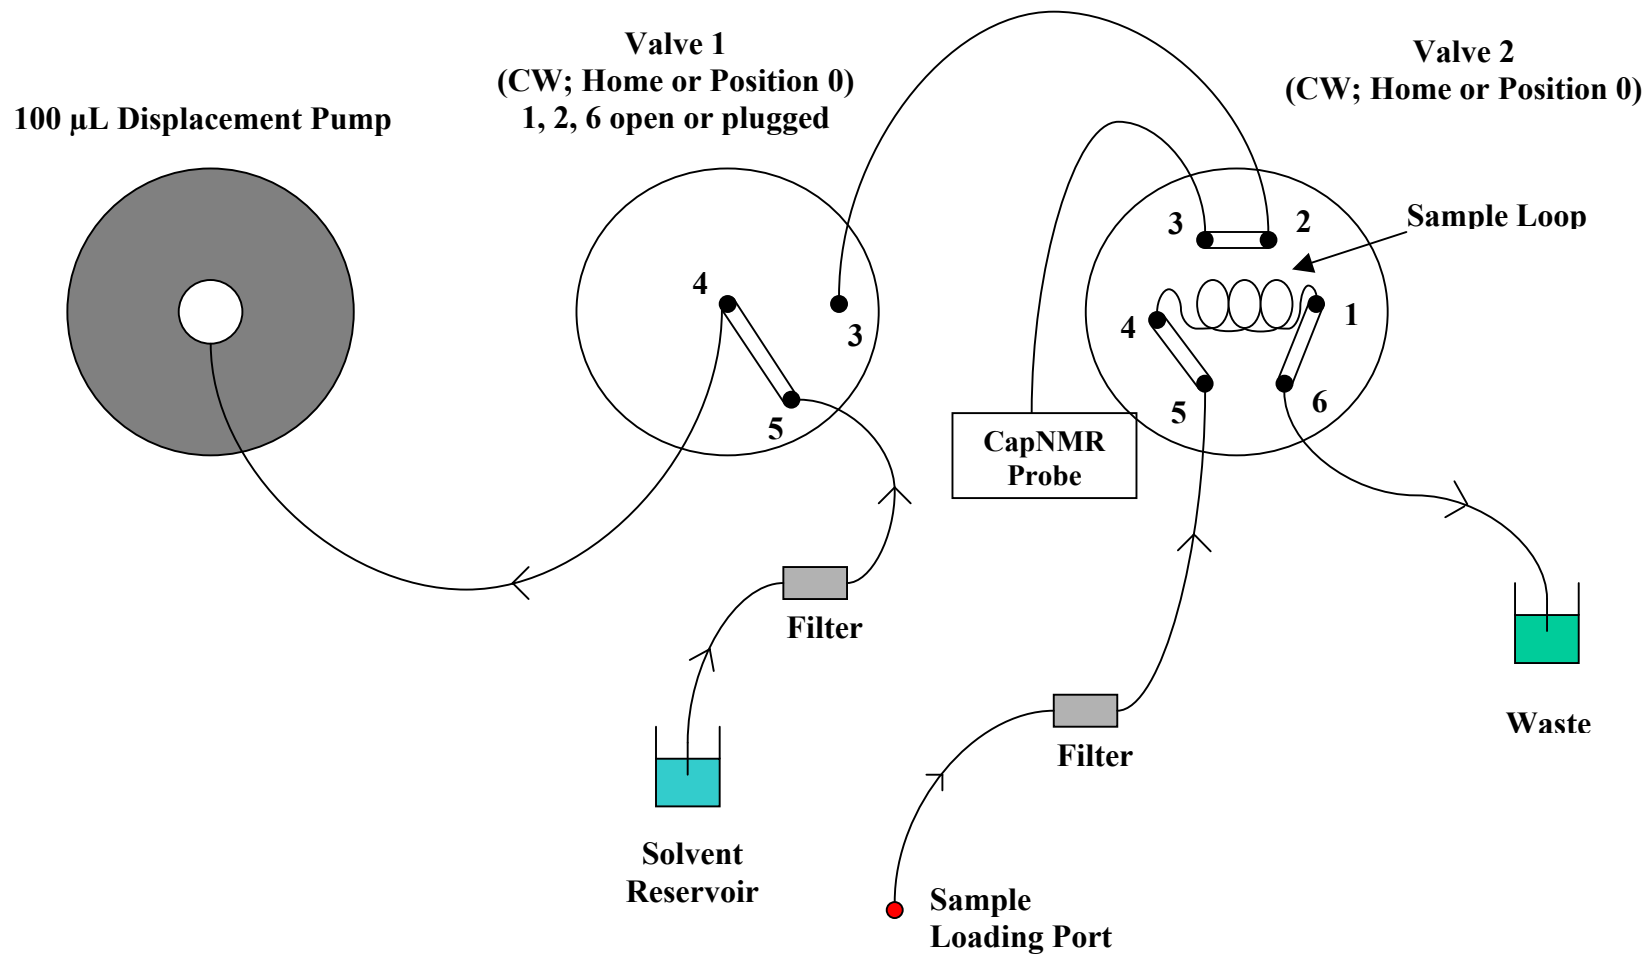 Valve 1
(CW; Home or Position 0)
1, 2, 6 open or plugged
Valve 2
(CW; Home or Position 0)
100 µL Displacement Pump
Sample Loop
3
2
4
3
1
4
5
5
6
CapNMR
Probe
Filter
Filter
Waste
Solvent
Reservoir
Sample
Loading Port